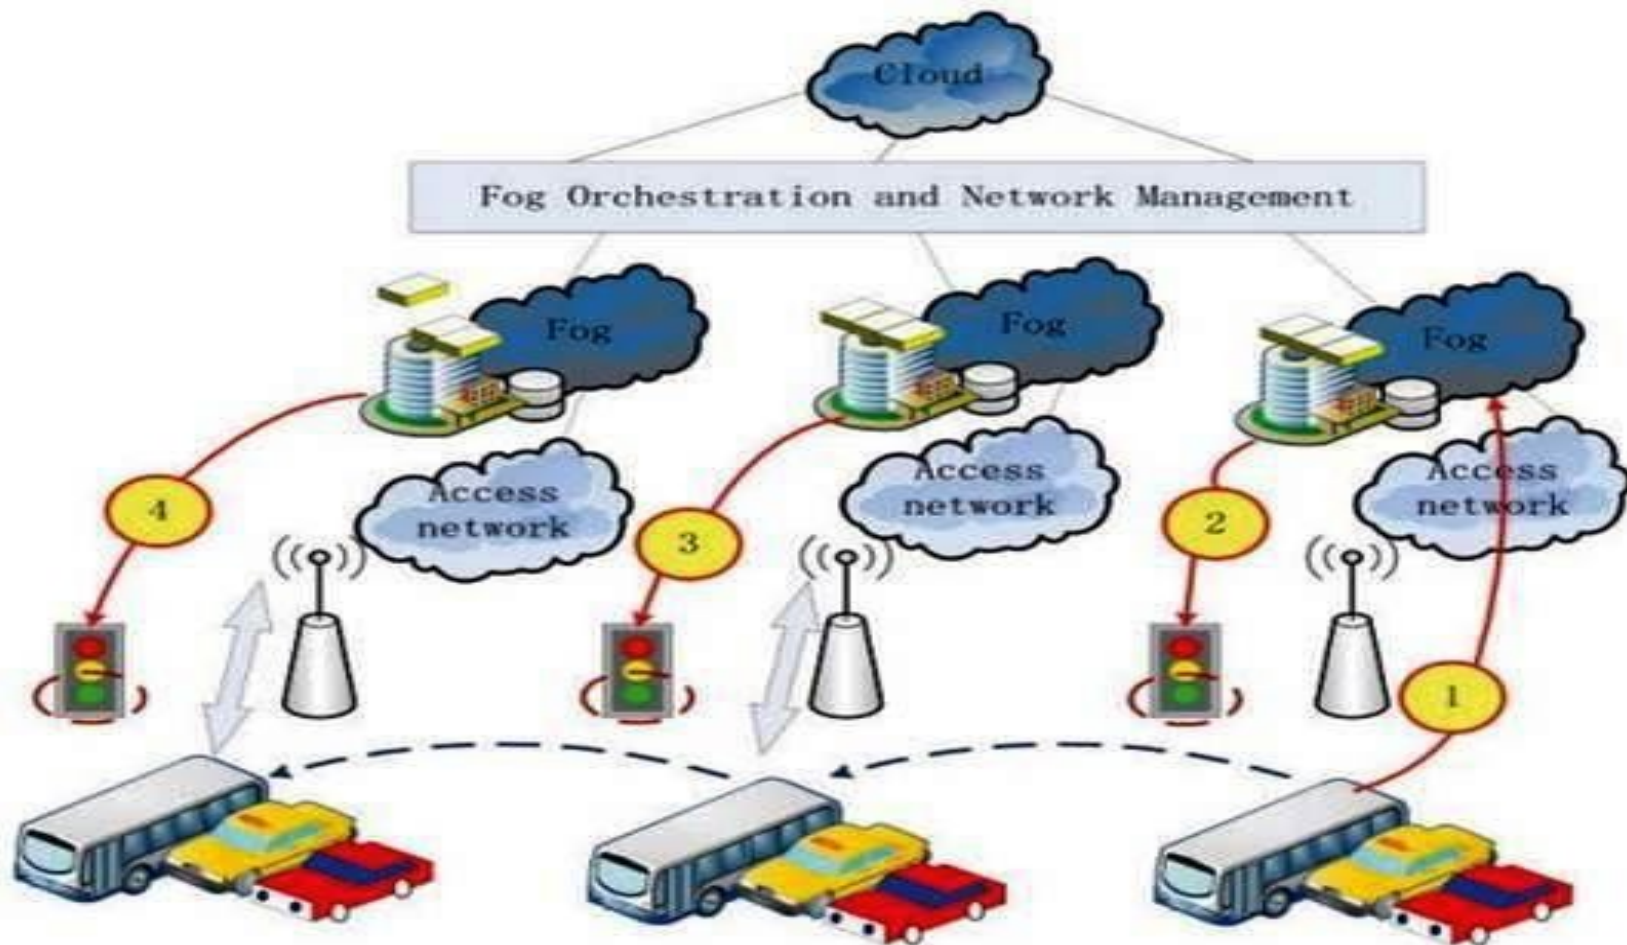 Cloud
Fog Orchestration and Network Management
Fog
Fog
Fog
Access
network
Access
network
Access
network
4
3
2
1